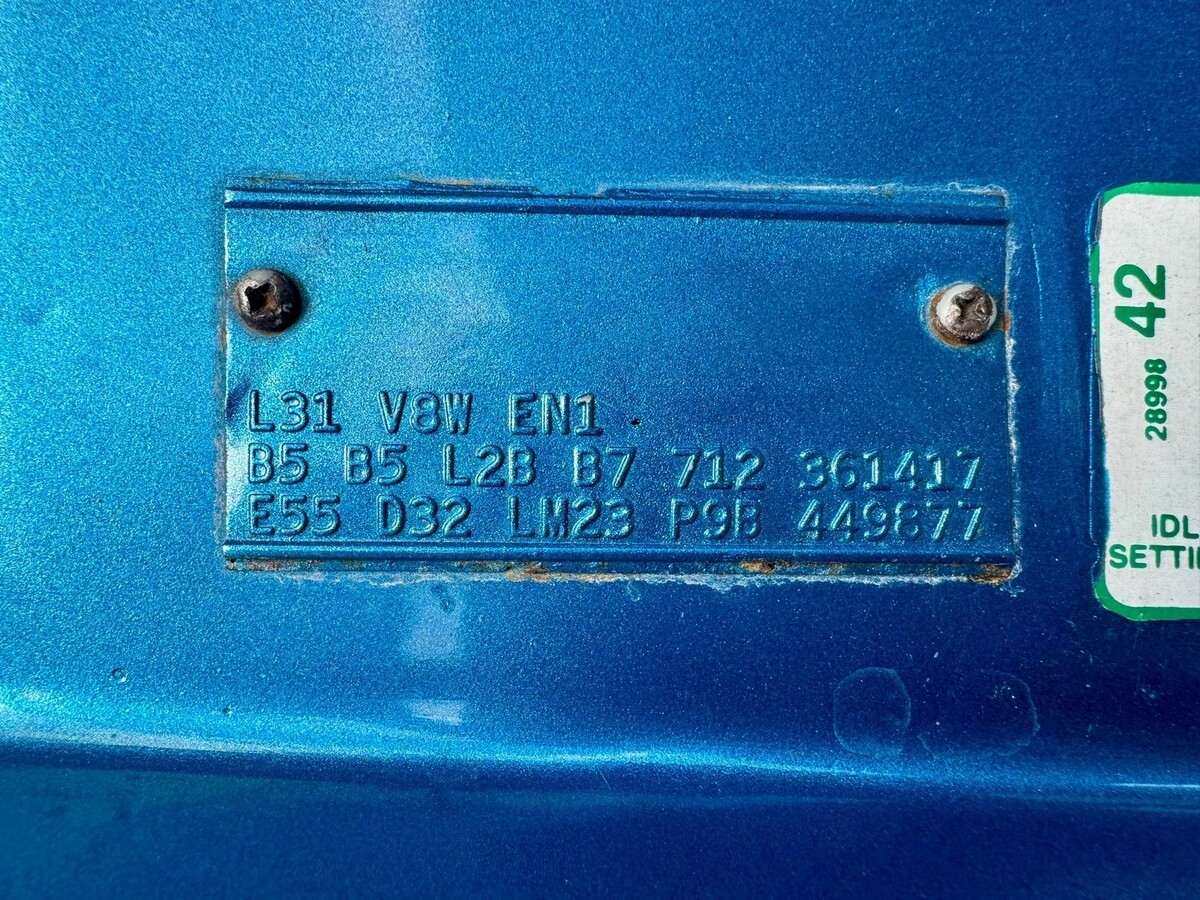 L31 V8W EN1
B5 B5 L2B B7 712 361417
E55 D32 LM23 P9B 449877
28998 42
IDL
SETTI